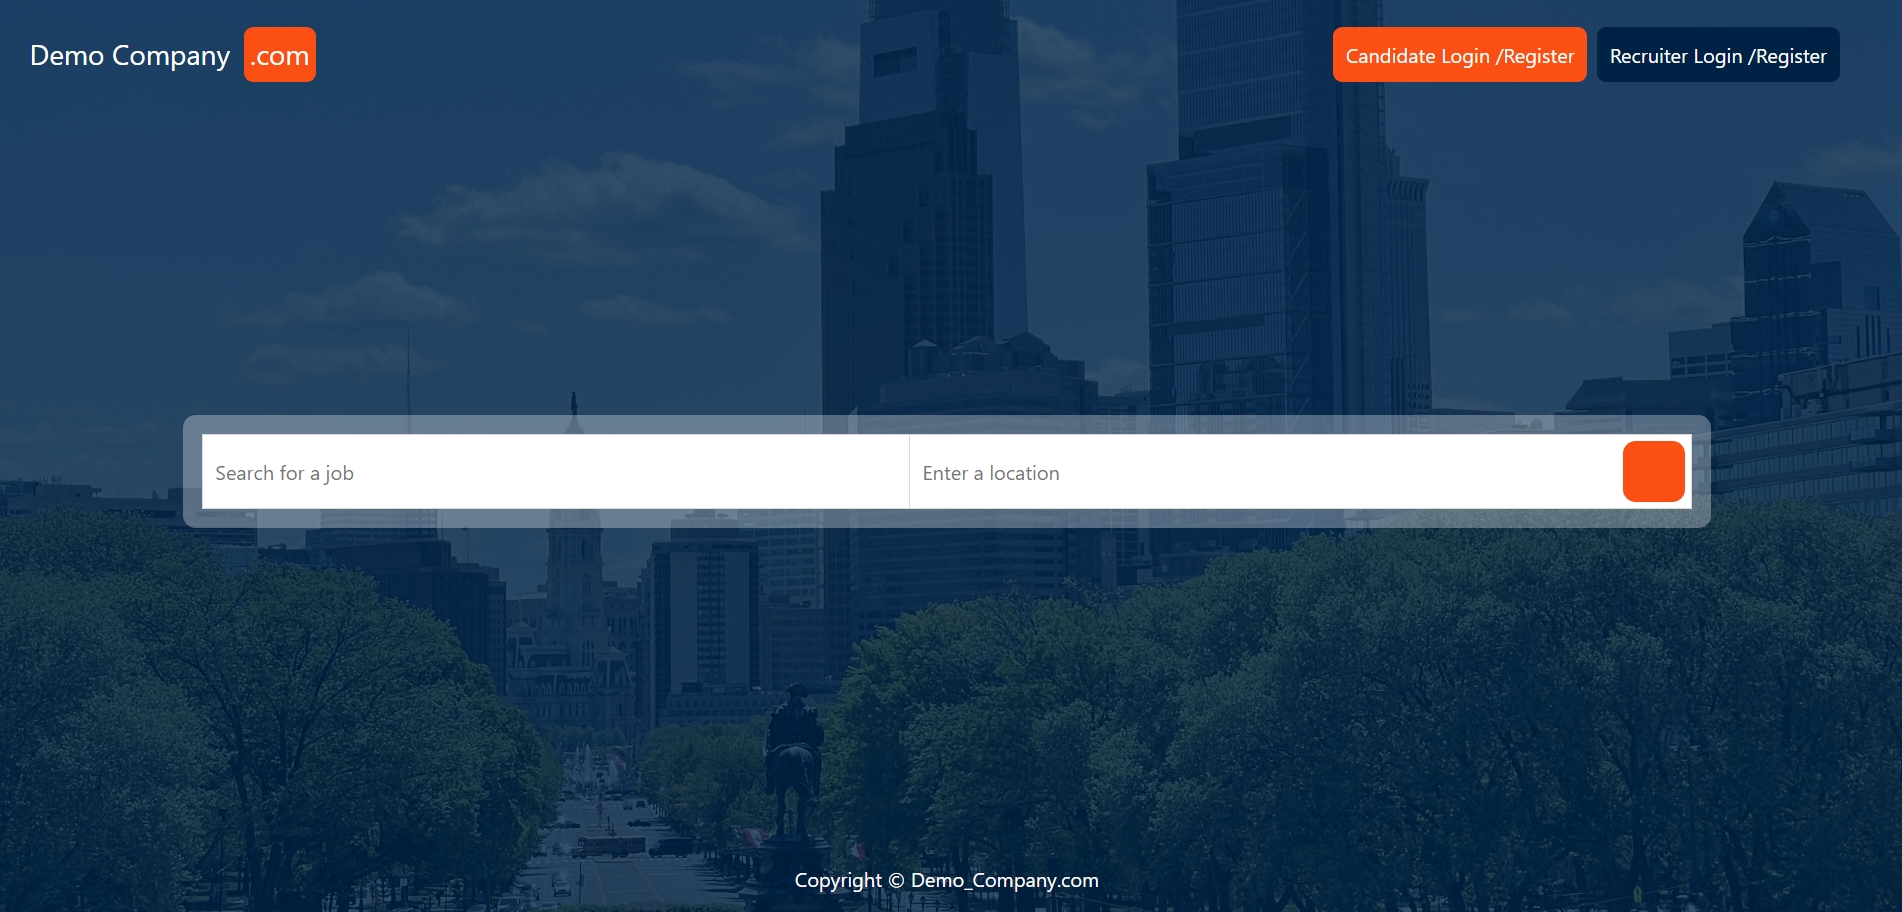 Demo Company .com
Candidate Login /Register
Recruiter Login /Register
Search for a job
Enter a location
Copyright © Demo_Company.com